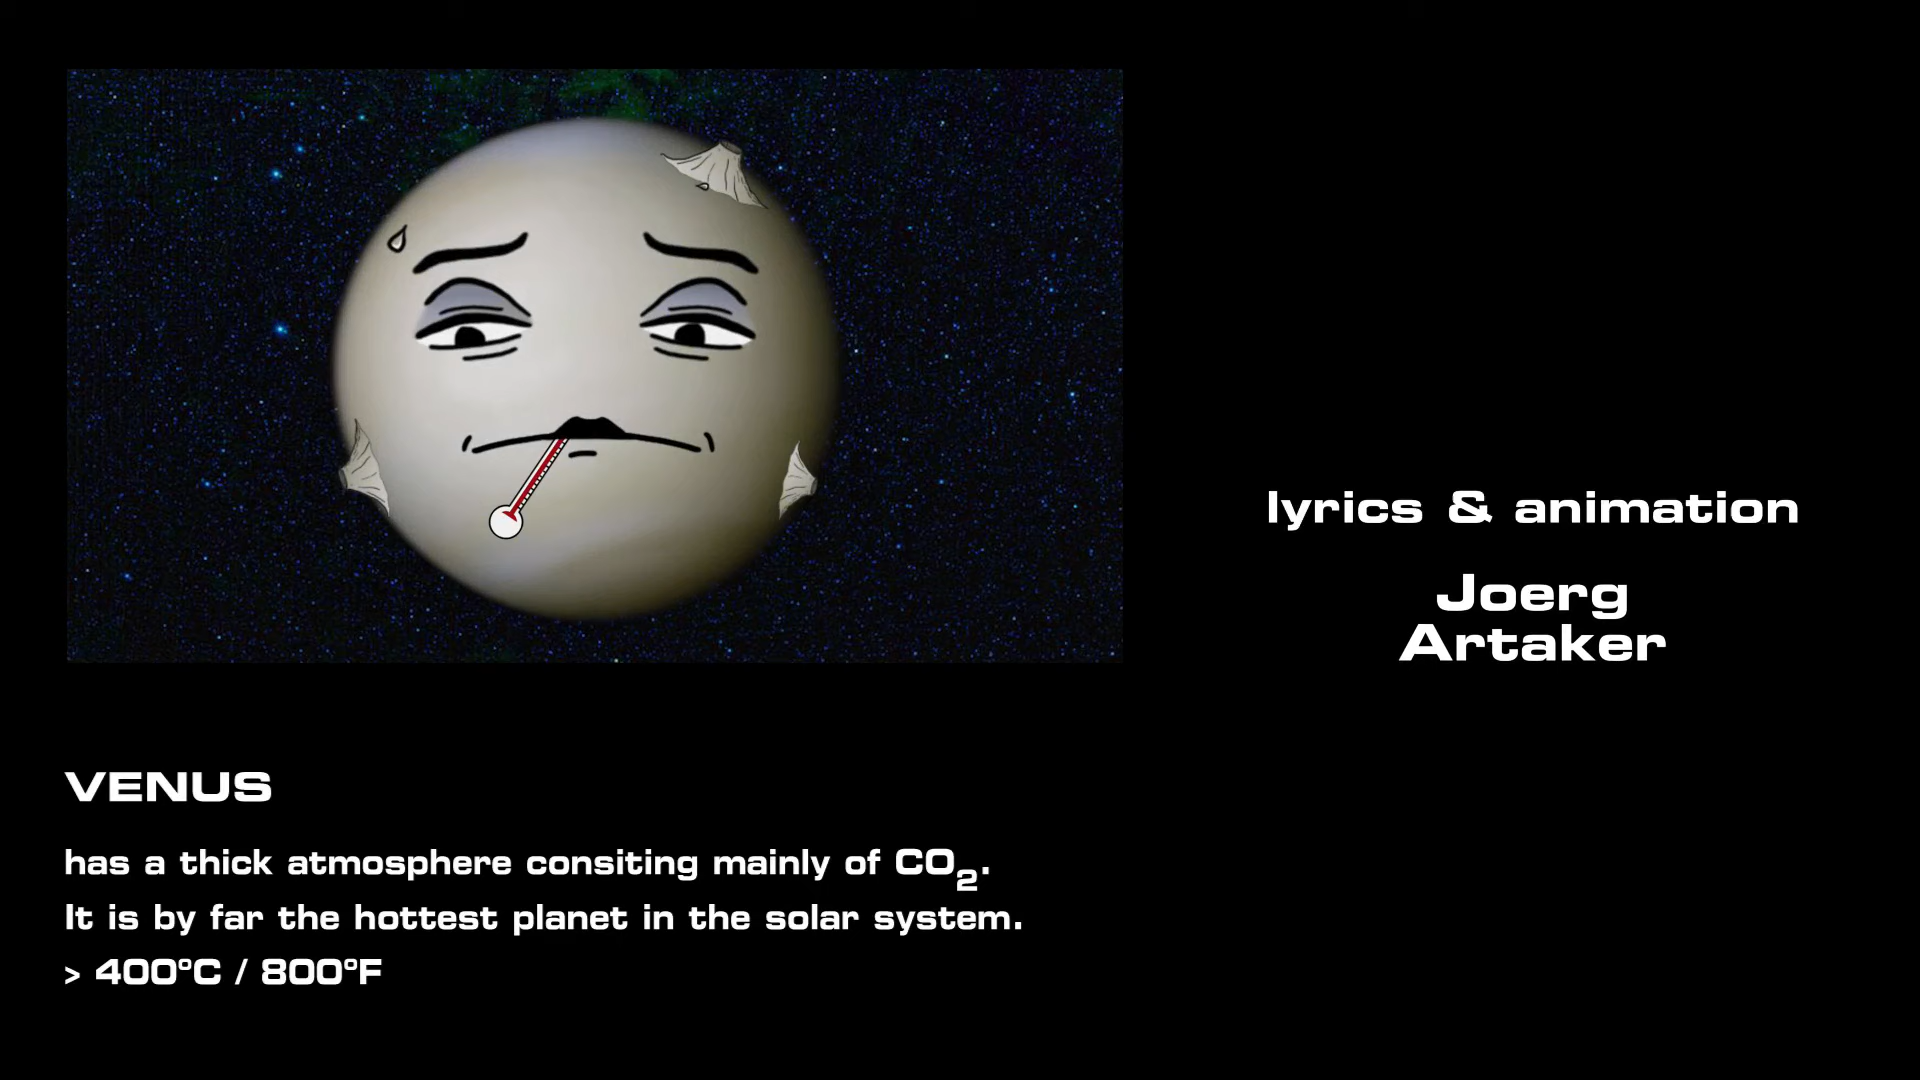 lyrics & animation
Joerg
Artaker
VENUS
has a thick atmosphere consiting mainly of CO₂.
It is by far the hottest planet in the solar system.
> 400°C / 800°F